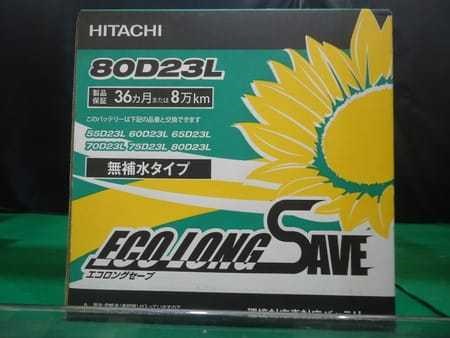 HITACHI
80D23L
製品保証 36ヵ月または8万km
このバッテリーは下記の品番と交換できます
55D23L 60D23L 65D23L
70D23L 75D23L 80D23L
無補水タイプ
ECO LONG SAVE
エコロングセーブ